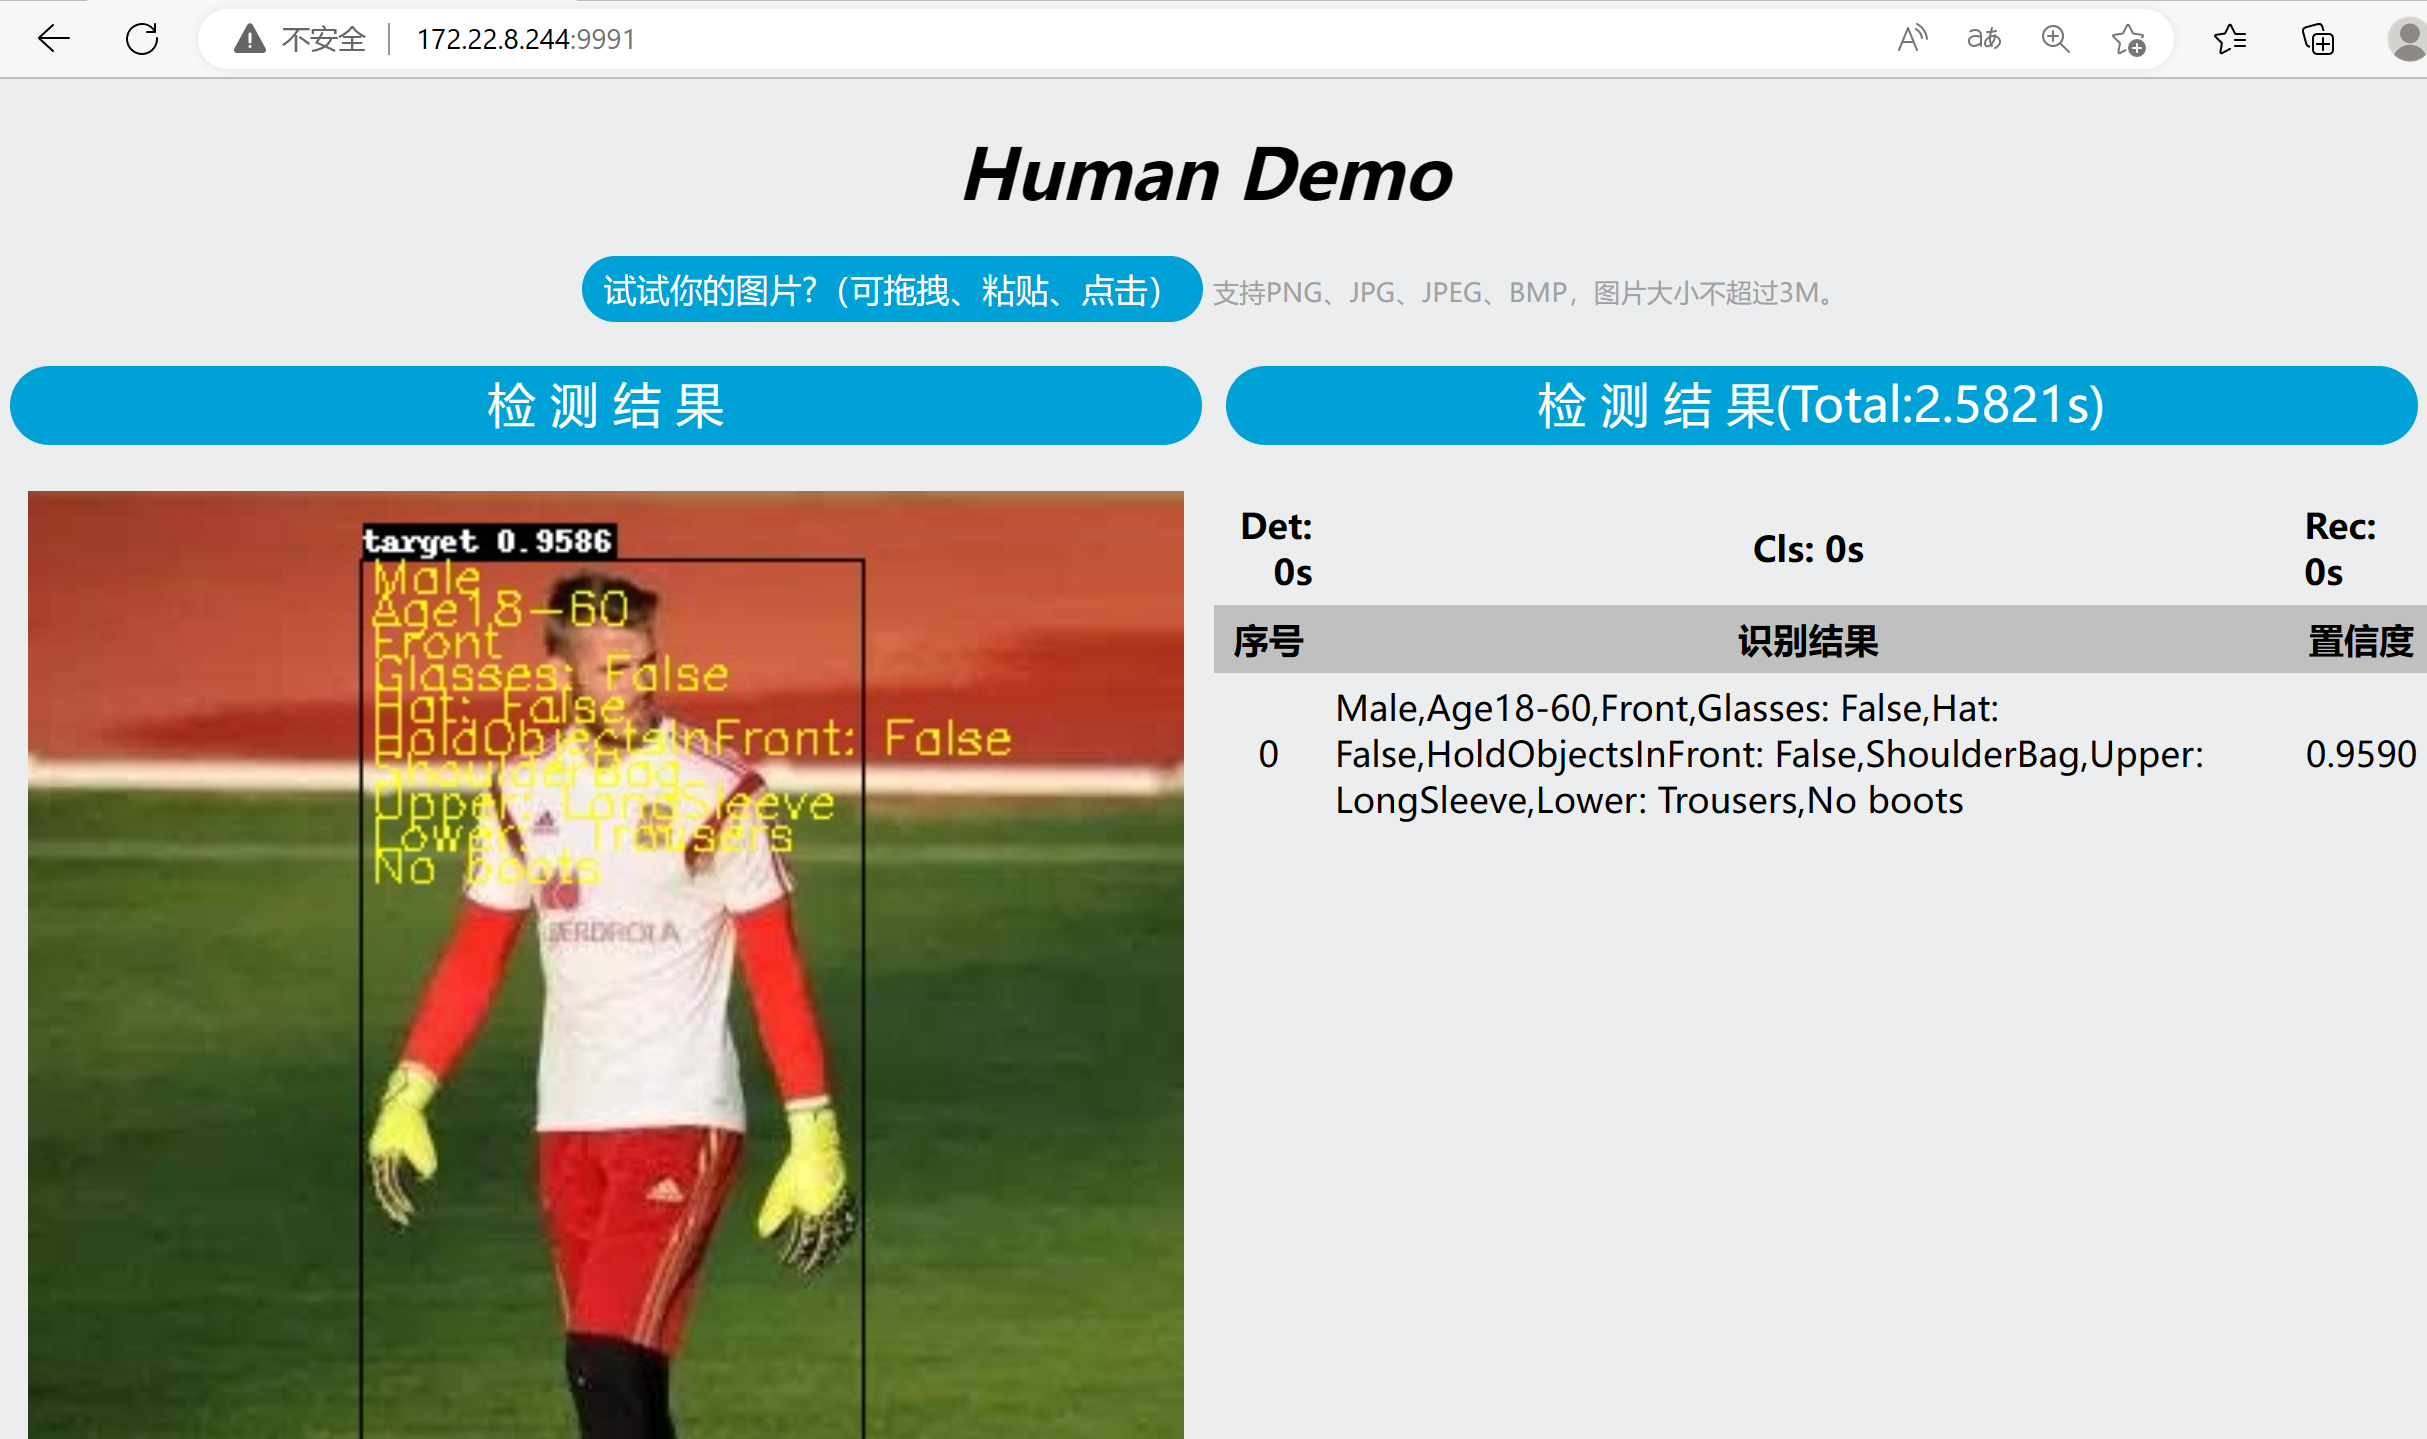 不安全
172.22.8.244:9991
Human Demo
试试你的图片?（可拖拽、粘贴、点击）
支持PNG、JPG、JPEG、BMP，图片大小不超过3M。
检 测 结 果
检 测 结 果(Total:2.5821s)
target 0.9586
Male
Age18-60
Front
Glasses: False
Hat: False
HoldObjectsInFront: False
ShoulderBag
Upper: LongSleeve
Lower: Trousers
No boots
IBERDROLA
Det:
0s
Cls: 0s
Rec:
0s
序号
识别结果
置信度
0
Male,Age18-60,Front,Glasses: False,Hat:
False,HoldObjectsInFront: False,ShoulderBag,Upper:
LongSleeve,Lower: Trousers,No boots
0.9590